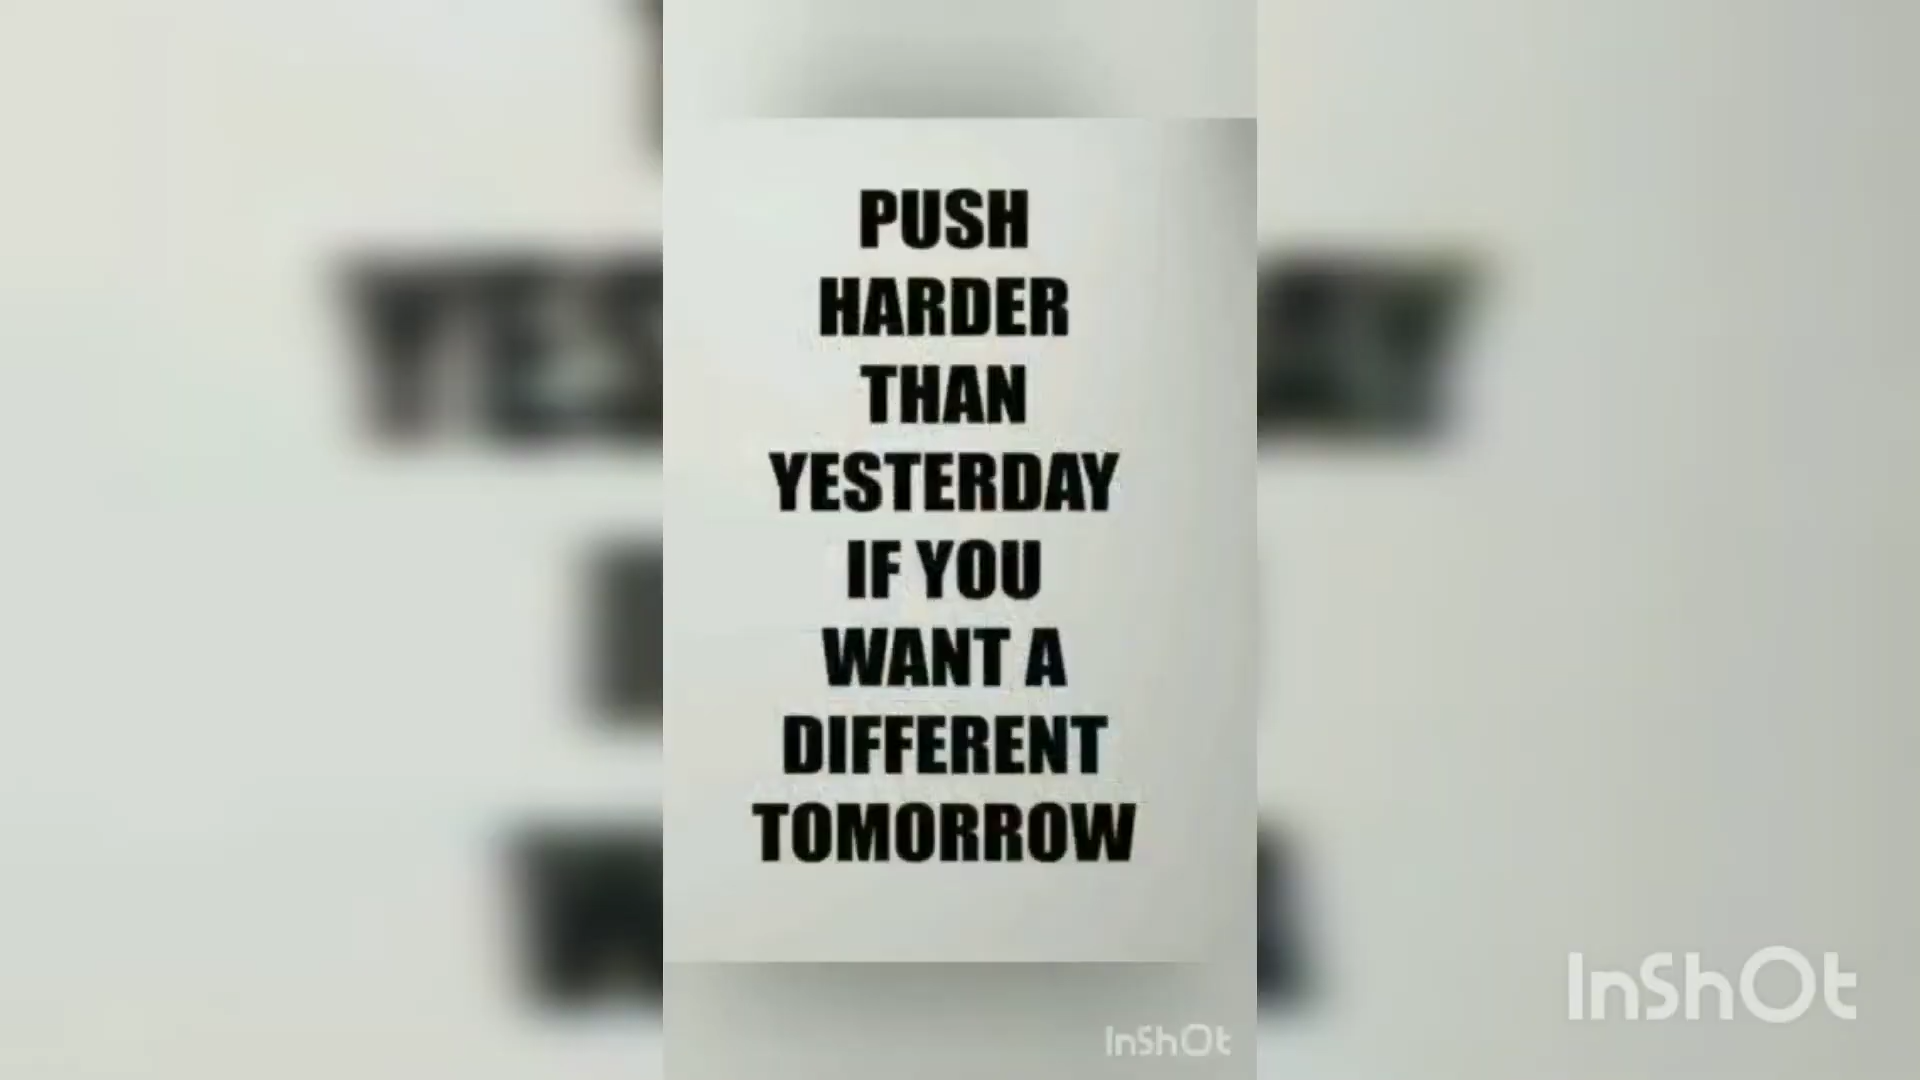 PUSH
HARDER
THAN
YESTERDAY
IF YOU
WANT A
DIFFERENT
TOMORROW
InShOt
InShOt